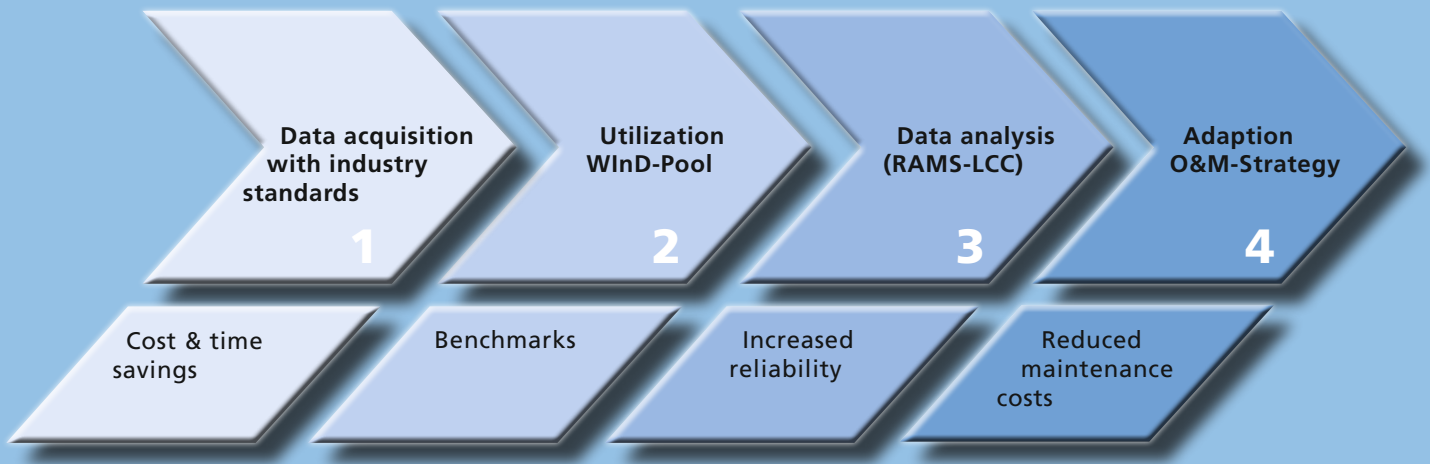 Data acquisition
with industry
standards
1
Utilization
WInD-Pool
2
Data analysis
(RAMS-LCC)
3
Adaption
O&M-Strategy
4
Cost & time
savings
Benchmarks
Increased
reliability
Reduced
maintenance
costs